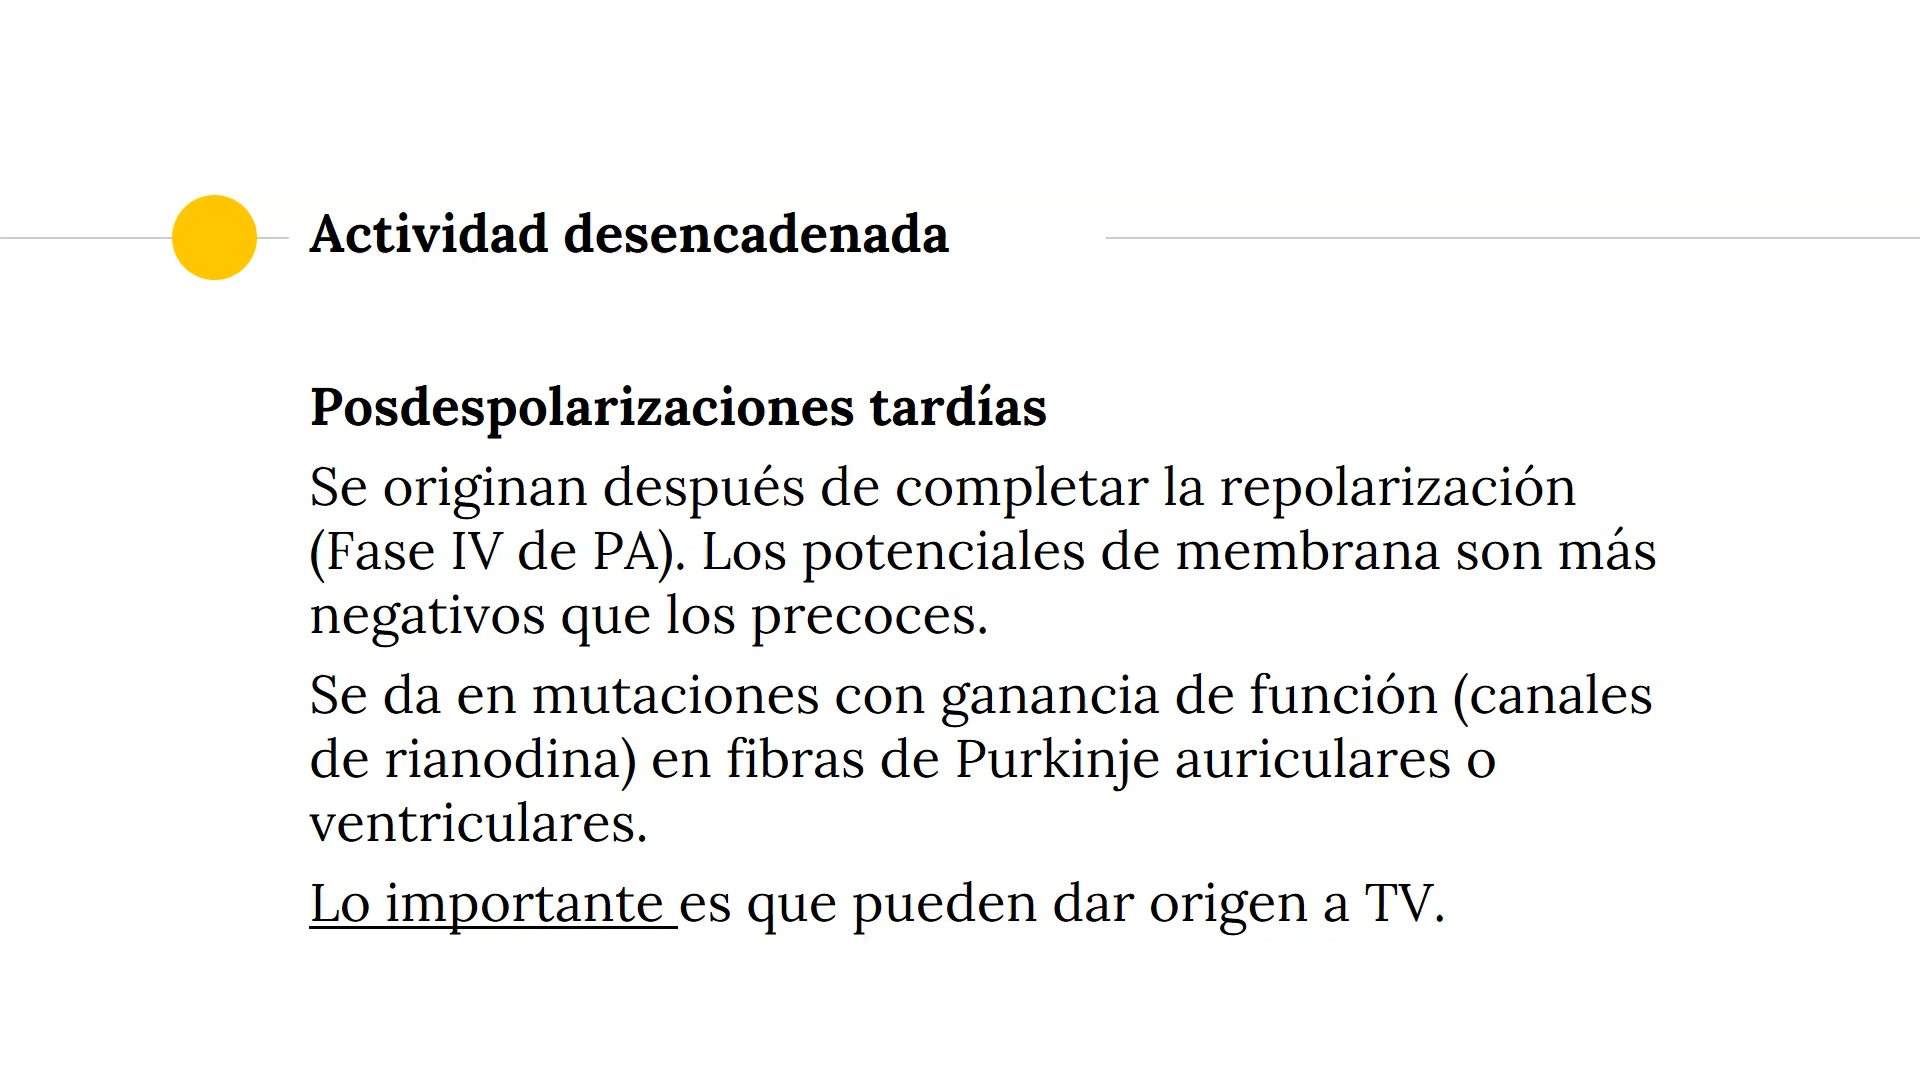 Actividad desencadenada
Posdespolarizaciones tardías
Se originan después de completar la repolarización
(Fase IV de PA). Los potenciales de membrana son más
negativos que los precoces.
Se da en mutaciones con ganancia de función (canales
de rianodina) en fibras de Purkinje auriculares o
ventriculares.
Lo importante es que pueden dar origen a TV.